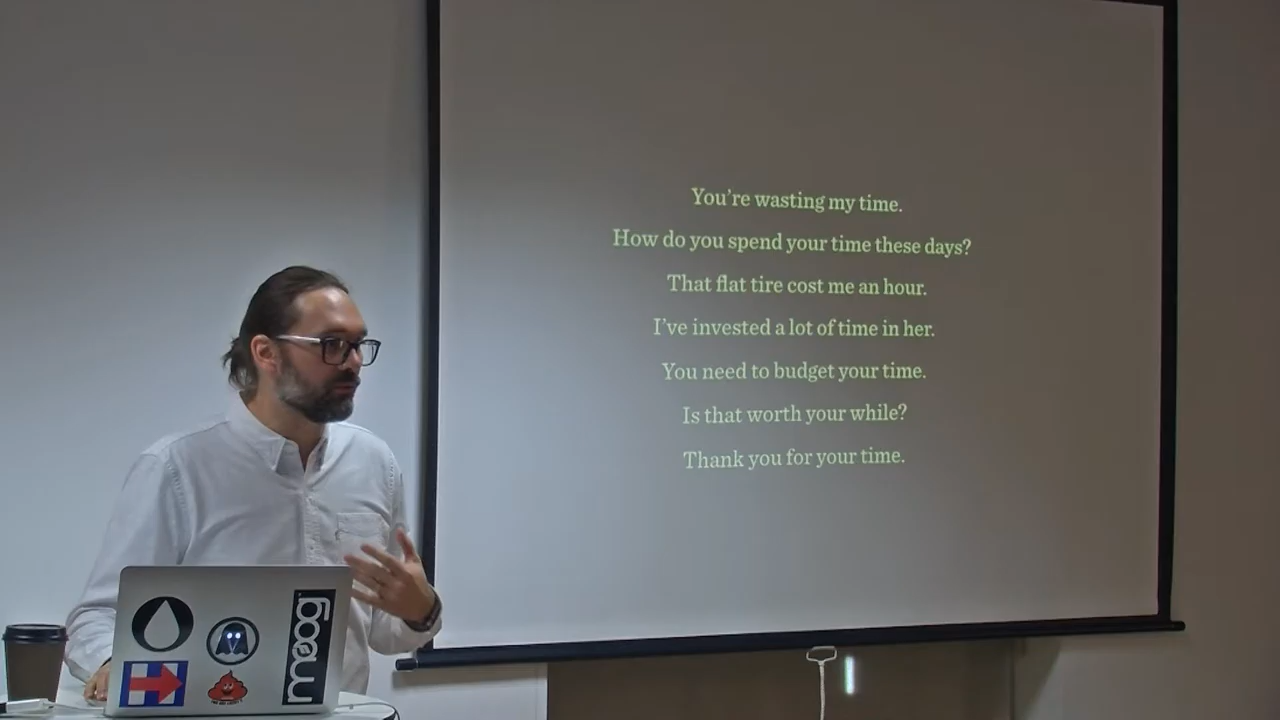 You're wasting my time.
How do you spend your time these days?
That flat tire cost me an hour.
I've invested a lot of time in her.
You need to budget your time.
Is that worth your while?
Thank you for your time.
moog